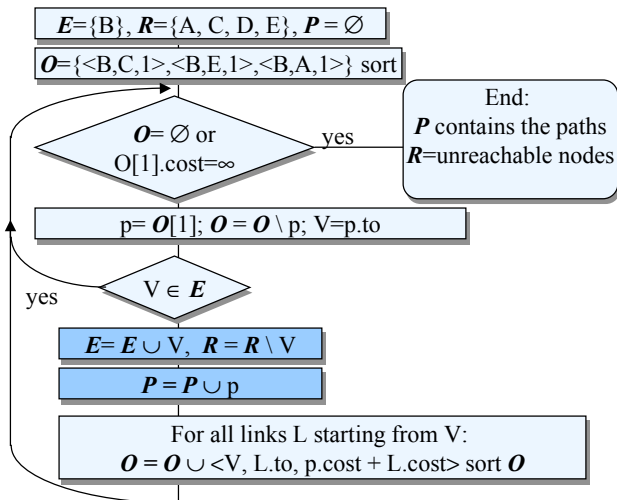 E={B}, R={A, C, D, E}, P = ∅
O={<B,C,1>,<B,E,1>,<B,A,1>} sort
O= ∅ or
O[1].cost=∞
yes
End:
P contains the paths
R=unreachable nodes
p= O[1]; O = O \ p; V=p.to
V ∈ E
yes
E= E ∪ V, R = R \ V
P = P ∪ p
For all links L starting from V:
O = O ∪ <V, L.to, p.cost + L.cost> sort O